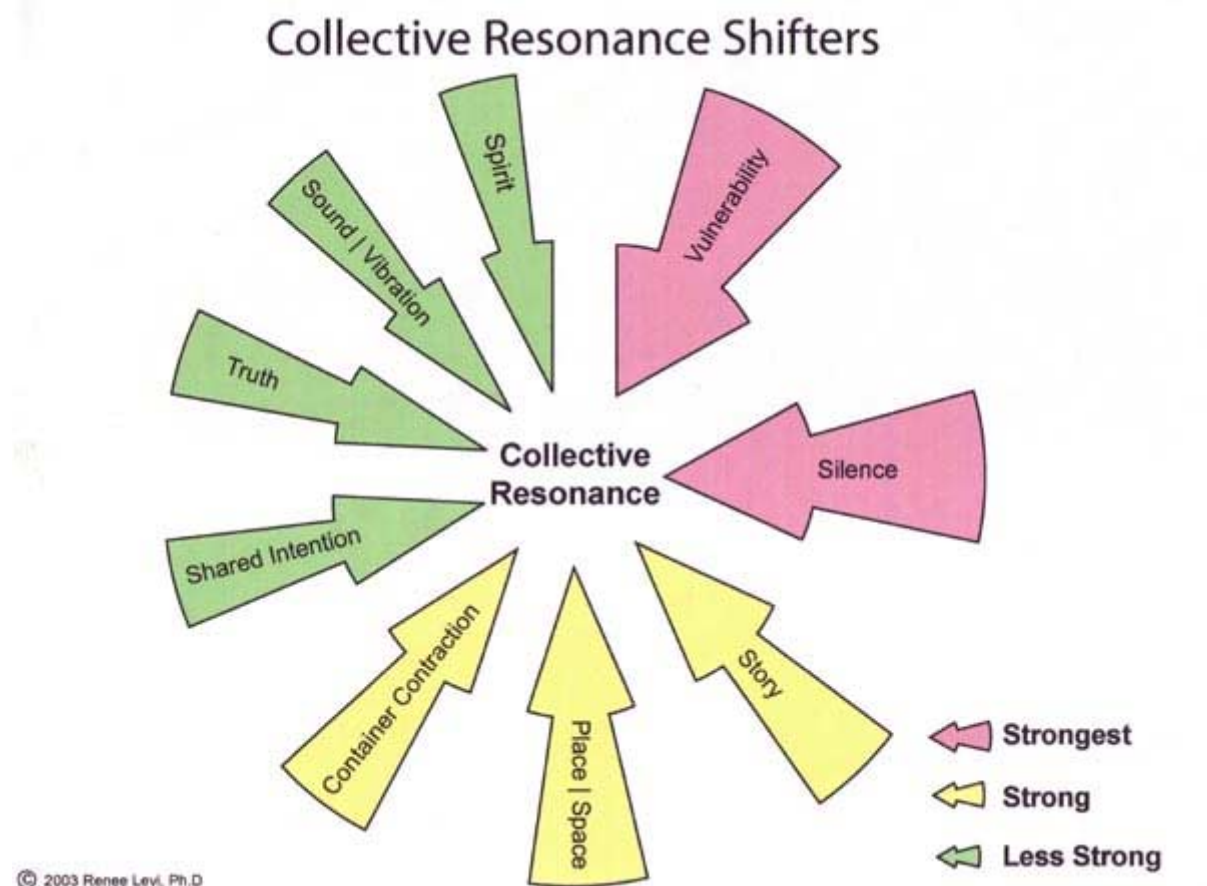 Collective Resonance Shifters
Spirit
Vulnerability
Sound | Vibration
Truth
Silence
Collective
Resonance
Shared Intention
Container Contraction
Place | Space
Story
Strongest
Strong
Less Strong
© 2003 Renee Levi, Ph.D